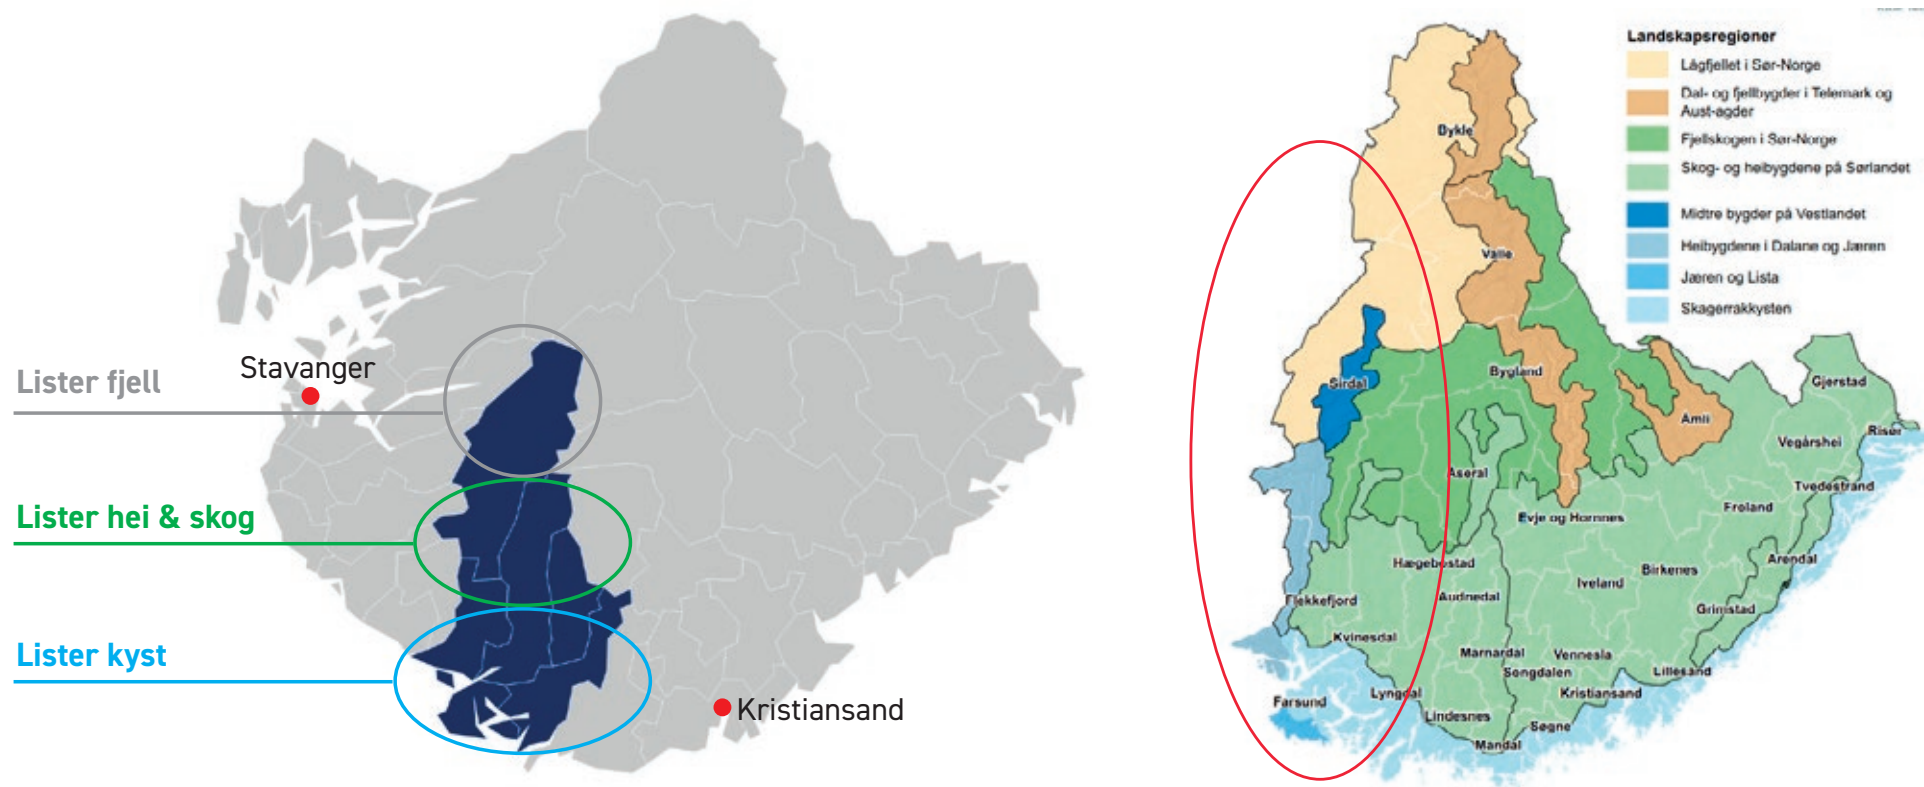 Lister fjell
Stavanger
Lister hei & skog
Lister kyst
Kristiansand
Landskapsregioner
Lågfjellet i Sør-Norge
Dal- og fjellbygder i Telemark og
Aust-agder
Fjellskogen i Sør-Norge
Skog- og heibygdene på Sørlandet
Midtre bygder på Vestlandet
Heibygdene i Dalane og Jæren
Jæren og Lista
Skagerrakkysten
Bykle
Valle
Sirdal
Bygland
Gjerstad
Åmli
Risør
Vegårshei
Åseral
Tvedestrand
Froland
Evje og Hornnes
Arendal
Hægebostad
Birkenes
Iveland
Audnedal
Flekkefjord
Grimstad
Kvinesdal
Marnardal
Vennesla
Songdalen
Lillesand
Lyngdal
Kristiansand
Farsund
Lindesnes
Søgne
Mandal